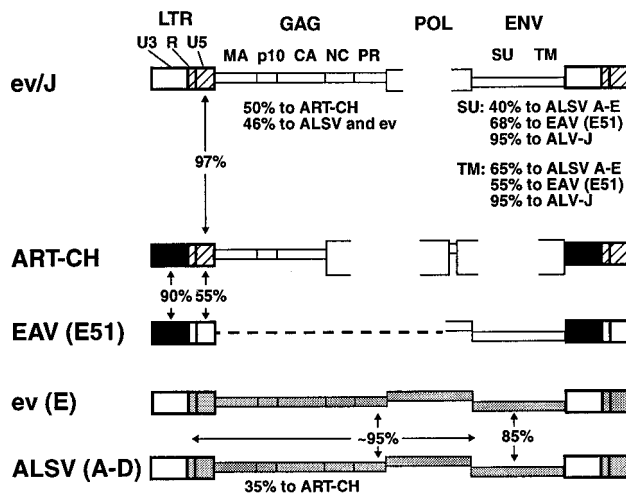 LTR GAG POL ENV
U3 R U5 MA p10 CA NC PR SU TM
ev/J
50% to ART-CH
46% to ALSV and ev
SU: 40% to ALSV A-E
68% to EAV (E51)
95% to ALV-J
97%
TM: 65% to ALSV A-E
55% to EAV (E51)
95% to ALV-J
ART-CH
90% 55%
EAV (E51)
ev (E)
~95% 85%
ALSV (A-D)
35% to ART-CH